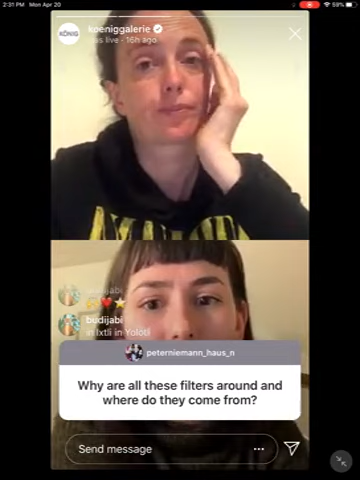 2:31 PM Mon Apr 20
59%
KÖNIG
koeniggalerie
was live · 16h ago
budijabi
budijabi
in Ixtli in Yolotl
peterniemann_haus_n
Why are all these filters around and
where do they come from?
Send message